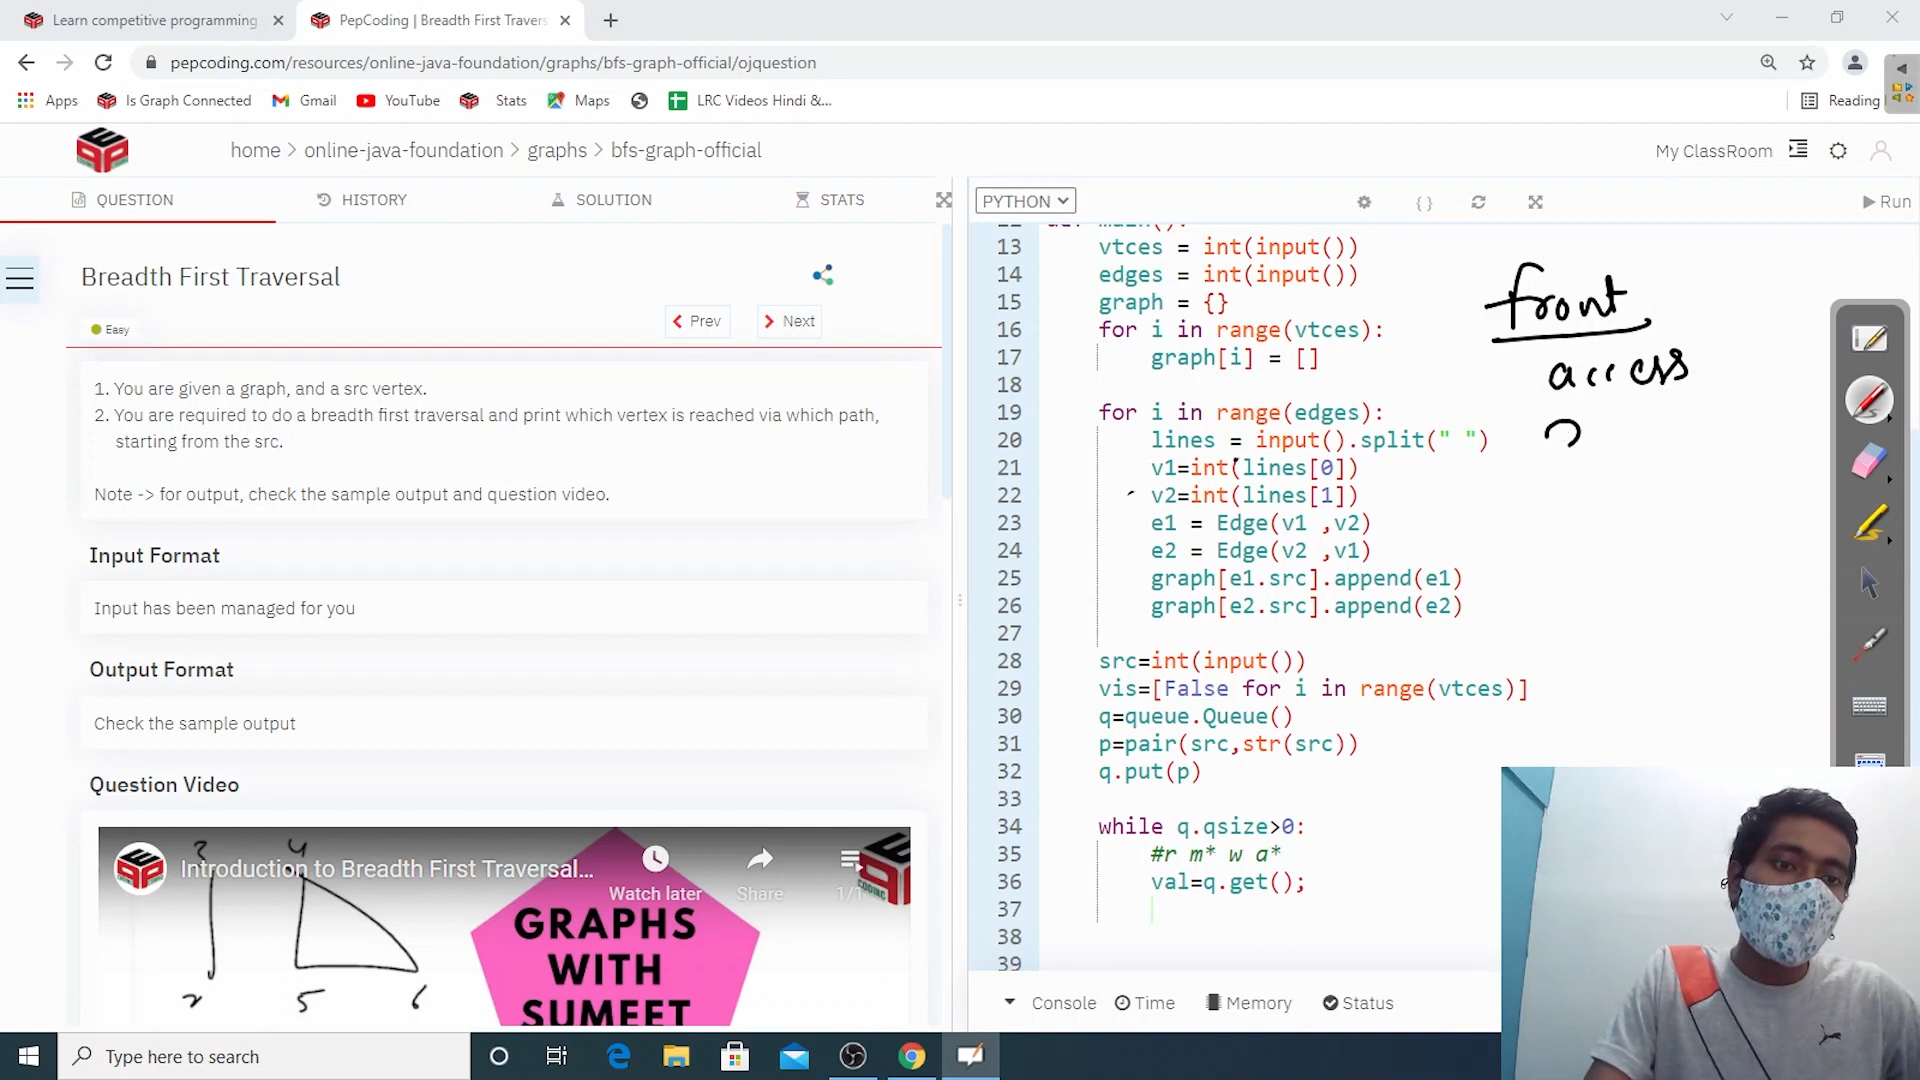 Learn competitive programming
PepCoding | Breadth First Travers
pepcoding.com/resources/online-java-foundation/graphs/bfs-graph-official/ojquestion
Apps
Is Graph Connected
Gmail
YouTube
Stats
Maps
LRC Videos Hindi &...
Reading
home > online-java-foundation > graphs > bfs-graph-official
My ClassRoom
QUESTION
HISTORY
SOLUTION
STATS
PYTHON
Run
Breadth First Traversal
Prev
Next
Easy
1. You are given a graph, and a src vertex.
2. You are required to do a breadth first traversal and print which vertex is reached via which path,
starting from the src.
Note -> for output, check the sample output and question video.
Input Format
Input has been managed for you
Output Format
Check the sample output
Question Video
Introduction to Breadth First Traversal...
Watch later
Share
1/1
GRAPHS
WITH
SUMEET
3 4
2 5 6
13 vtces = int(input())
14 edges = int(input())
15 graph = {}
16 for i in range(vtces):
17 graph[i] = []
18
19 for i in range(edges):
20 lines = input().split(" ")
21 v1=int(lines[0])
22 v2=int(lines[1])
23 e1 = Edge(v1 ,v2)
24 e2 = Edge(v2 ,v1)
25 graph[e1.src].append(e1)
26 graph[e2.src].append(e2)
27
28 src=int(input())
29 vis=[False for i in range(vtces)]
30 q=queue.Queue()
31 p=pair(src,str(src))
32 q.put(p)
33
34 while q.qsize>0:
35 #r m* w a*
36 val=q.get();
37
38
39
front
access
Console
Time
Memory
Status
Type here to search